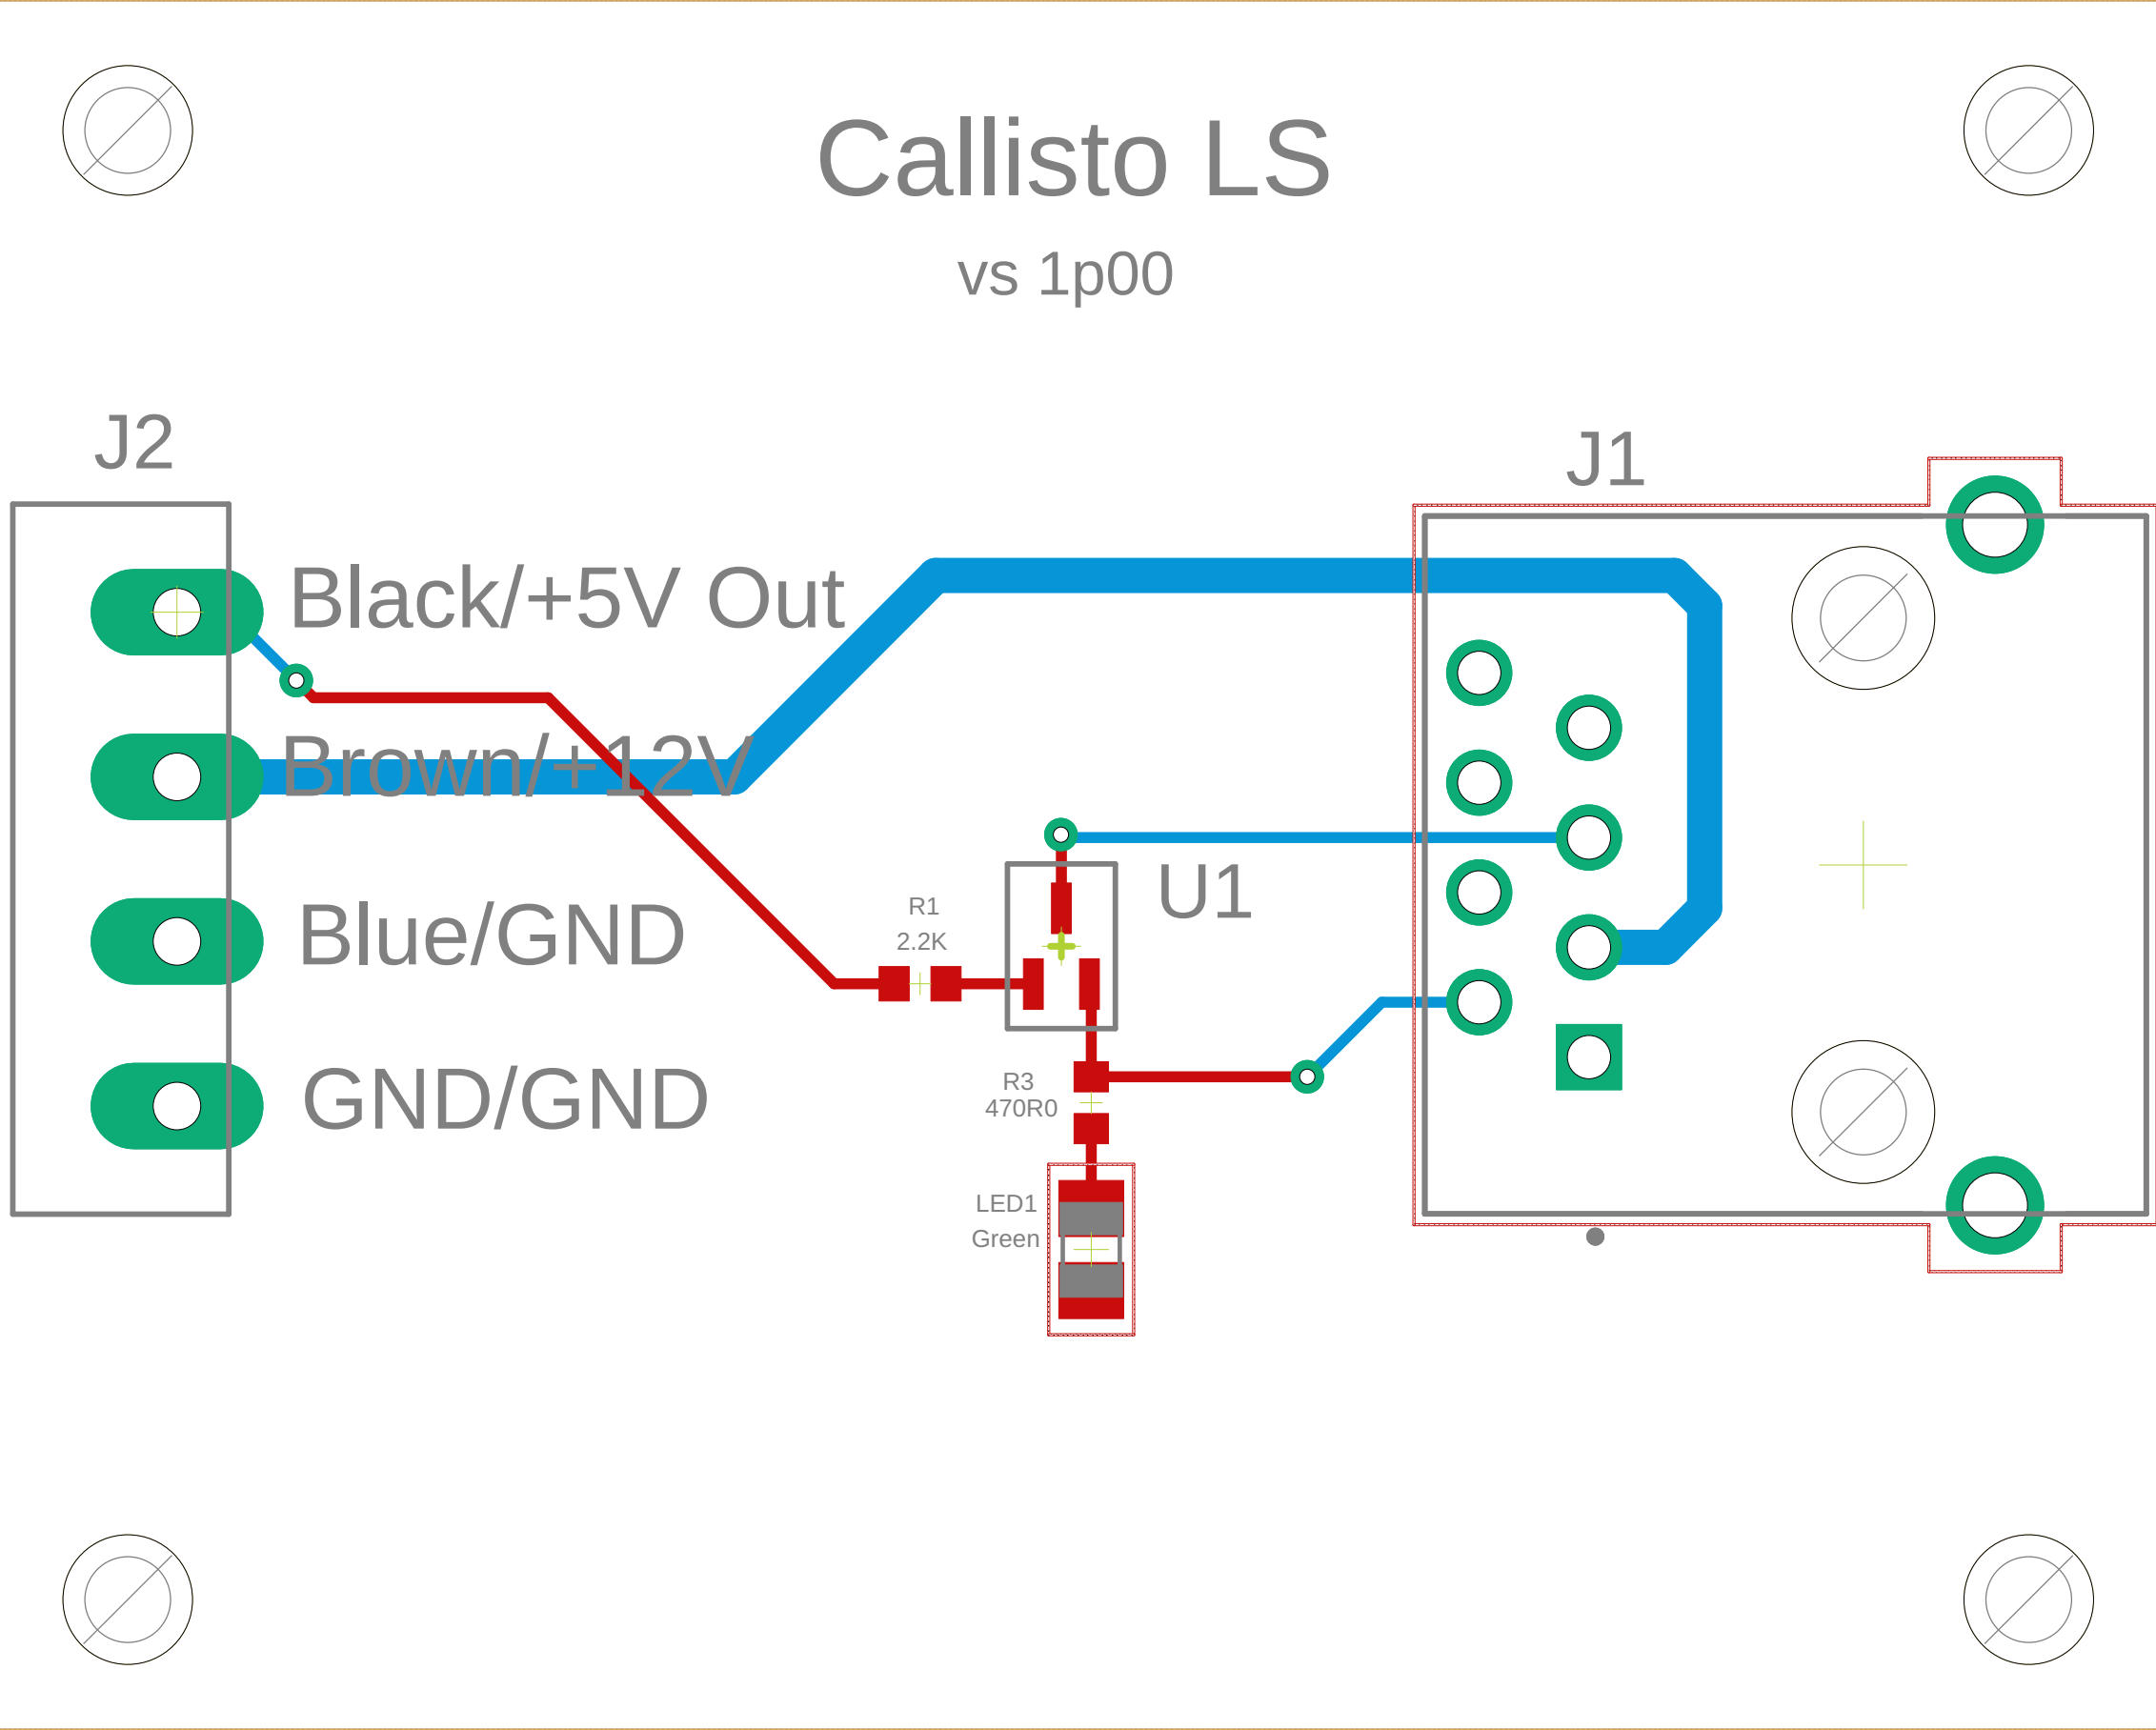 Callisto LS
vs 1p00
J2
J1
Black/+5V Out
Brown/+12V
U1
R1
2.2K
Blue/GND
R3
470R0
GND/GND
LED1
Green